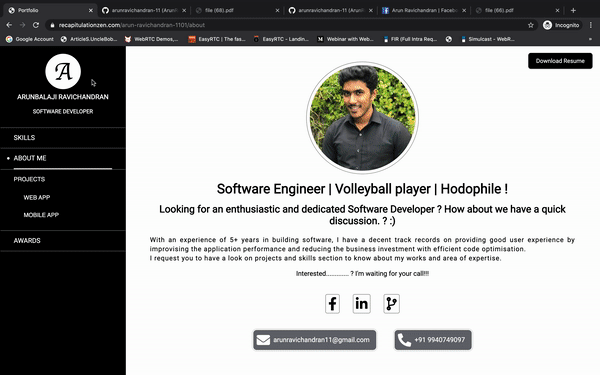 Portfolio
arunravichandran-11 (Arun
file (68).pdf
arunravichandran-11 (Arun
Arun Ravichandran | Facebook
file (66).pdf
recapitulationzen.com/arun-ravichandran-1101/about
Incognito
Google Account
ArticleS.UncleBob...
WebRTC Demos,...
EasyRTC | The fas...
EasyRTC - Landin...
Webinar with Web...
FIR (Full Intra Req...
Simulcast - WebR...
Download Resume
A
ARUNBALAJI RAVICHANDRAN
SOFTWARE DEVELOPER
SKILLS
ABOUT ME
PROJECTS
WEB APP
MOBILE APP
AWARDS
Software Engineer | Volleyball player | Hodophile !
Looking for an enthusiastic and dedicated Software Developer ? How about we have a quick
discussion. ? :)
With an experience of 5+ years in building software, I have a decent track records on providing good user experience by
improvising the application performance and reducing the business investment with efficient code optimisation.
I request you to have a look on projects and skills section to know about my works and area of expertise.
Interested............. ? I'm waiting for your call!!!
arunravichandran11@gmail.com
+91 9940749097